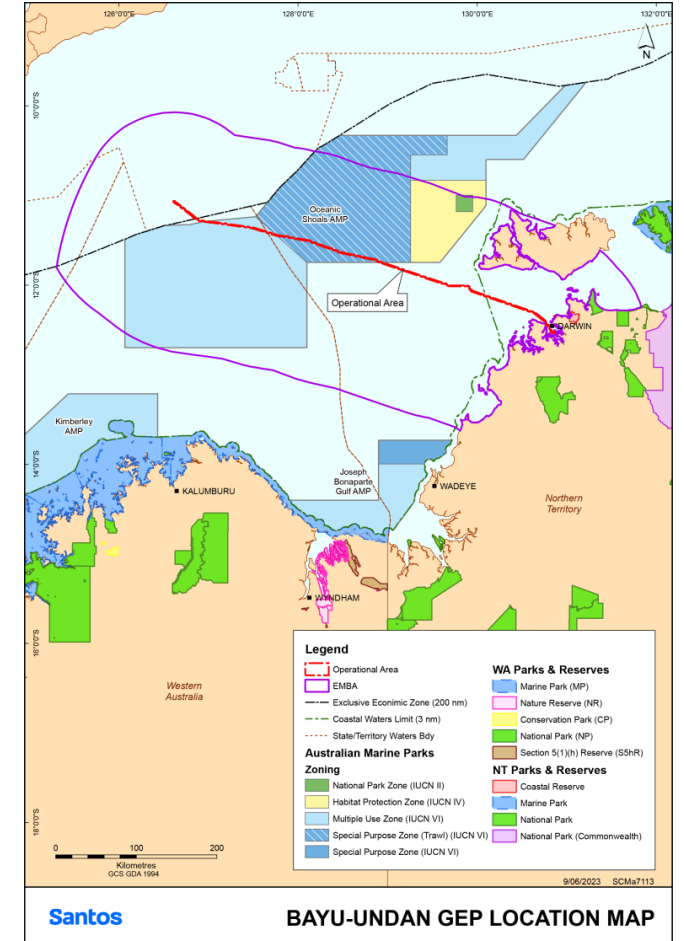 126°0'0"E
128°0'0"E
130°0'0"E
132°0'0"E
N
10°0'0"S
Oceanic
Shoals AMP
12°0'0"S
Operational Area
DARWIN
Kimberley
AMP
14°0'0"S
KALUMBURU
Joseph
Bonaparte
Gulf AMP
WADEYE
Northern
Territory
WYNDHAM
16°0'0"S
Western
Australia
18°0'0"S
0 100 200
Kilometres
GCS GDA 1994
Legend
Operational Area
EMBA
Exclusive Econimic Zone (200 nm)
Coastal Waters Limit (3 nm)
State/Territory Waters Bdy
Australian Marine Parks
Zoning
National Park Zone (IUCN II)
Habitat Protection Zone (IUCN IV)
Multiple Use Zone (IUCN VI)
Special Purpose Zone (Trawl) (IUCN VI)
Special Purpose Zone (IUCN VI)
WA Parks & Reserves
Marine Park (MP)
Nature Reserve (NR)
Conservation Park (CP)
National Park (NP)
Section 5(1)(h) Reserve (S5hR)
NT Parks & Reserves
Coastal Reserve
Marine Park
National Park
National Park (Commonwealth)
9/06/2023 SCMa7113
Santos
BAYU-UNDAN GEP LOCATION MAP